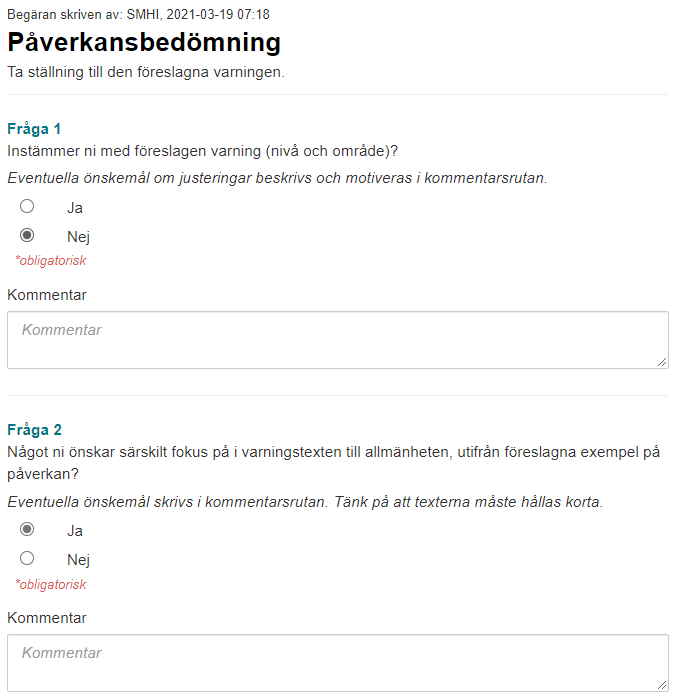 Begäran skriven av: SMHI, 2021-03-19 07:18
Påverkansbedömning
Ta ställning till den föreslagna varningen.
Fråga 1
Instämmer ni med föreslagen varning (nivå och område)?
Eventuella önskemål om justeringar beskrivs och motiveras i kommentarsrutan.
Ja
Nej
*obligatorisk
Kommentar
Kommentar
Fråga 2
Något ni önskar särskilt fokus på i varningstexten till allmänheten, utifrån föreslagna exempel på
påverkan?
Eventuella önskemål skrivs i kommentarsrutan. Tänk på att texterna måste hållas korta.
Ja
Nej
*obligatorisk
Kommentar
Kommentar